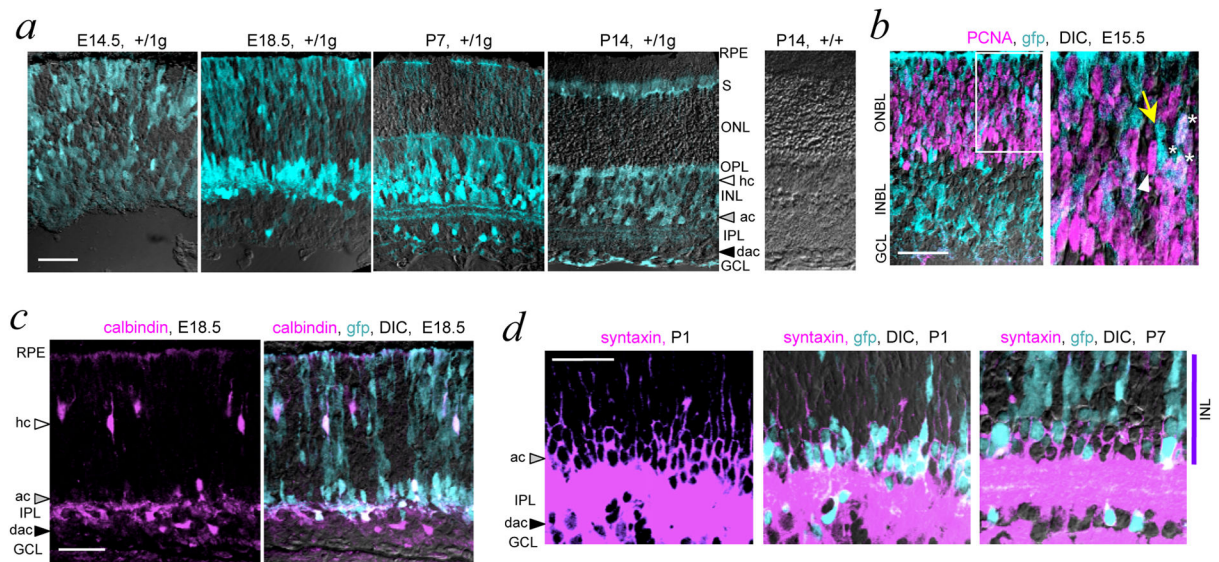 a
E14.5, +/1g
E18.5, +/1g
P7, +/1g
P14, +/1g
P14, +/+
RPE
S
ONL
OPL
hc
INL
ac
IPL
dac
GCL
b
PCNA, gfp, DIC, E15.5
ONBL
INBL
GCL
*
*
*
c
calbindin, E18.5
calbindin, gfp, DIC, E18.5
RPE
hc
ac
IPL
dac
GCL
d
syntaxin, P1
syntaxin, gfp, DIC, P1
syntaxin, gfp, DIC, P7
ac
IPL
dac
GCL
INL